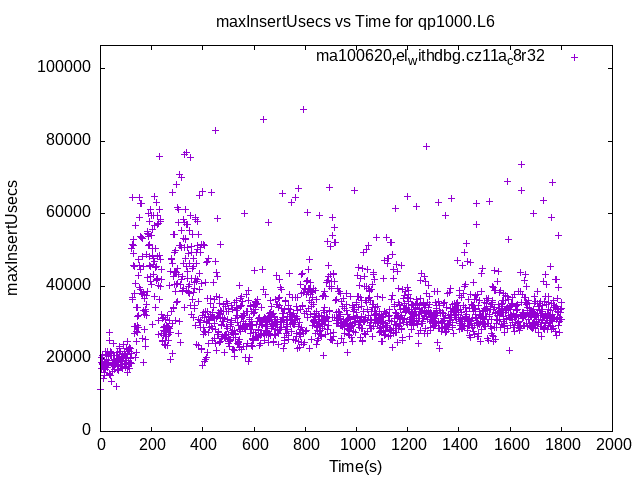 maxInsertUsecs vs Time for qp1000.L6
ma100620relwithdbg.cz11ac8r32
100000
80000
60000
40000
20000
0
maxInsertUsecs
0 200 400 600 800 1000 1200 1400 1600 1800 2000
Time(s)